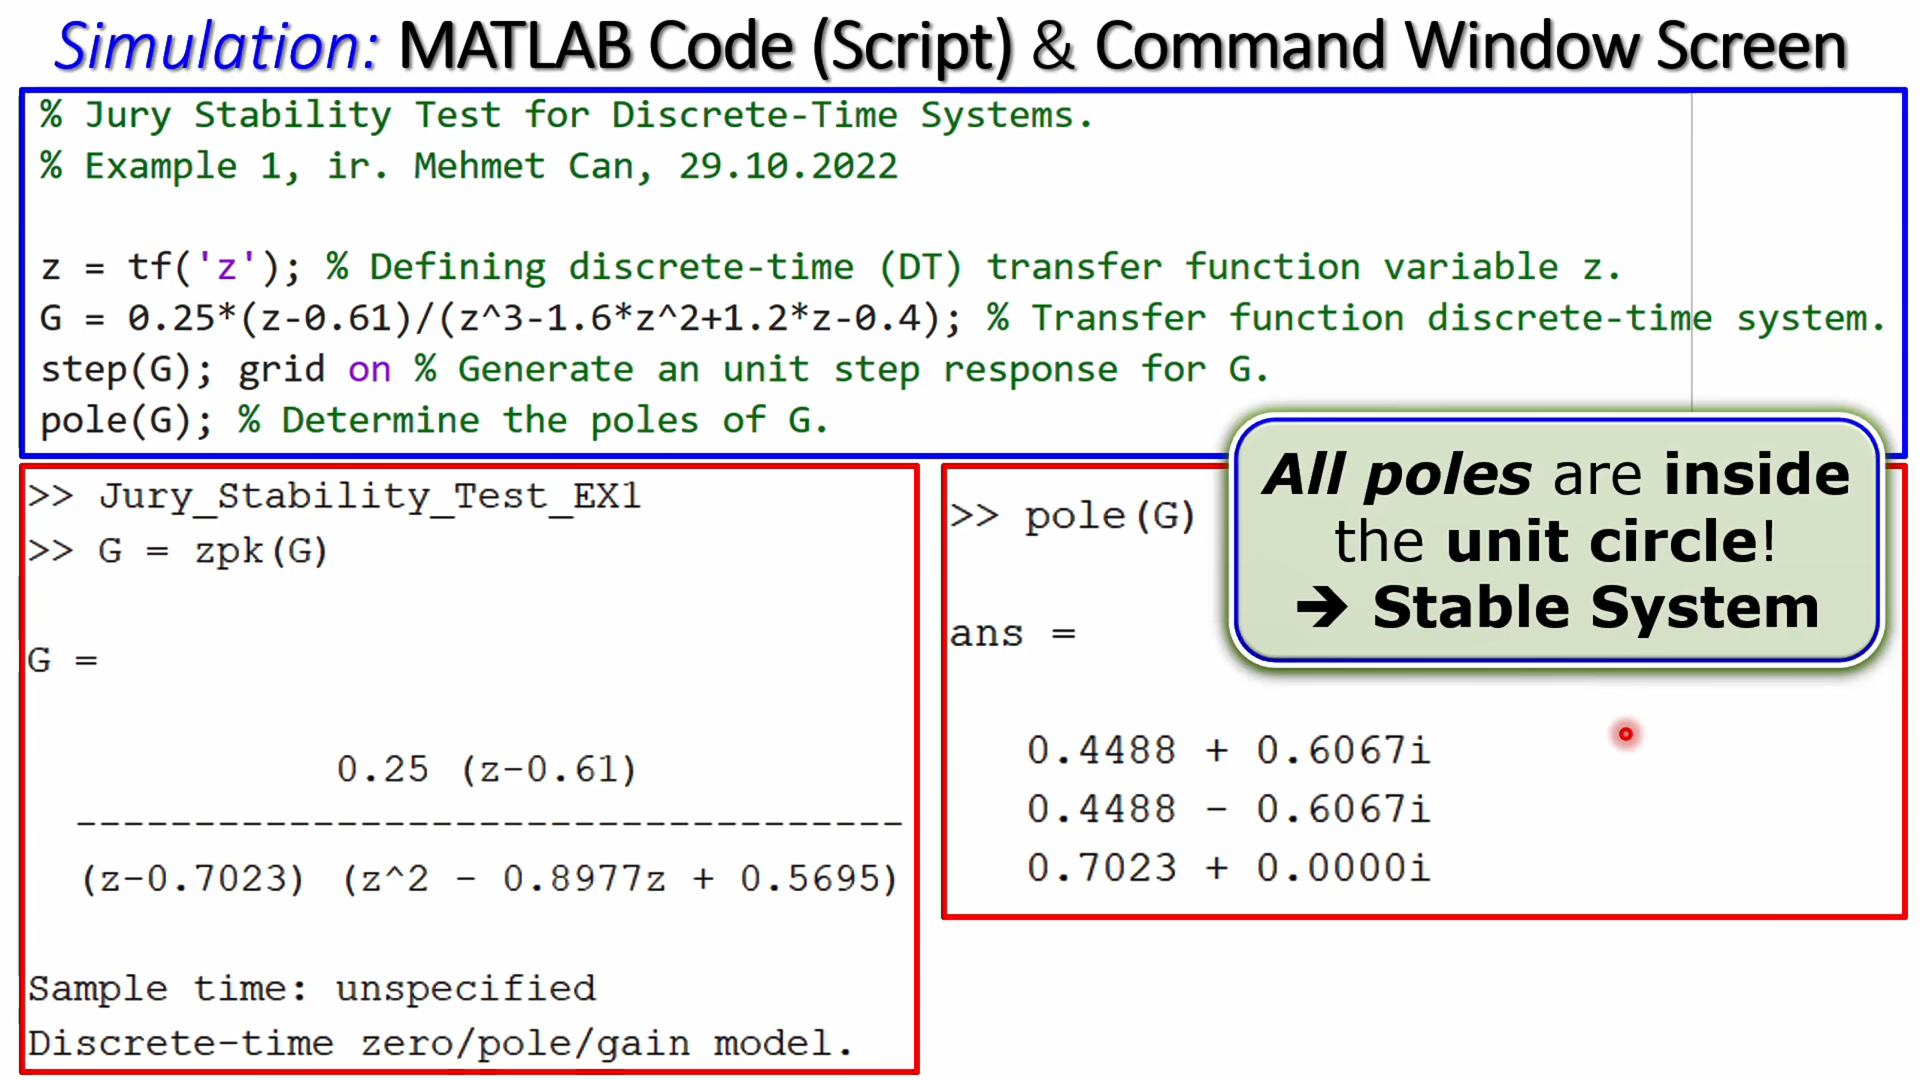 Simulation: MATLAB Code (Script) & Command Window Screen
% Jury Stability Test for Discrete-Time Systems.
% Example 1, ir. Mehmet Can, 29.10.2022
z = tf('z'); % Defining discrete-time (DT) transfer function variable z.
G = 0.25*(z-0.61)/(z^3-1.6*z^2+1.2*z-0.4); % Transfer function discrete-time system.
step(G); grid on % Generate an unit step response for G.
pole(G); % Determine the poles of G.
>> Jury_Stability_Test_EX1
>> G = zpk(G)
G =
0.25 (z-0.61)
-----------------------------------
(z-0.7023) (z^2 - 0.8977z + 0.5695)
Sample time: unspecified
Discrete-time zero/pole/gain model.
>> pole(G)
ans =
0.4488 + 0.6067i
0.4488 - 0.6067i
0.7023 + 0.0000i
All poles are inside
the unit circle!
➔ Stable System